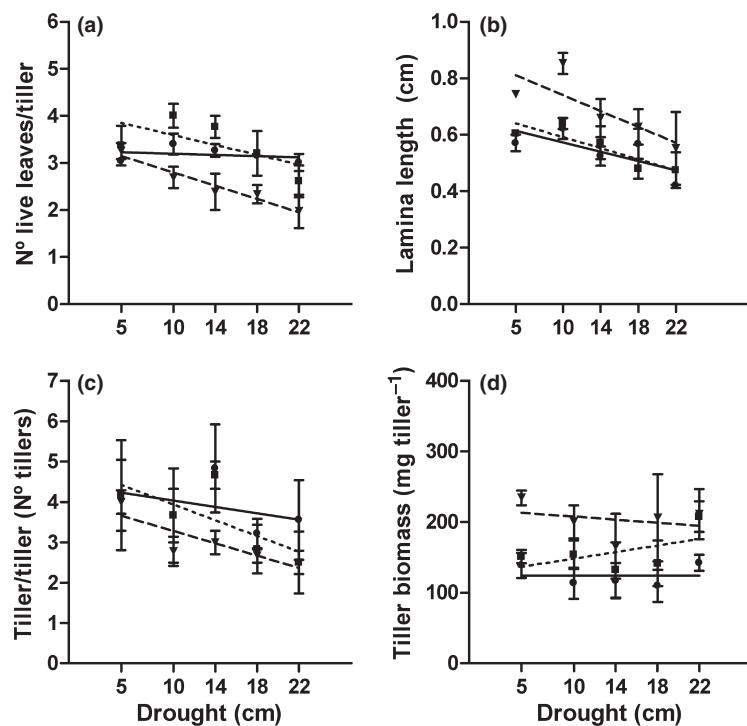 (a)
Nº live leaves/tiller
6
5
4
3
2
1
0
5 10 14 18 22
(b)
Lamina length (cm)
1.0
0.8
0.6
0.4
0.2
0.0
5 10 14 18 22
(c)
Tiller/tiller (Nº tillers)
7
6
5
4
3
2
1
0
5 10 14 18 22
Drought (cm)
(d)
Tiller biomass (mg tiller⁻¹)
400
300
200
100
0
5 10 14 18 22
Drought (cm)